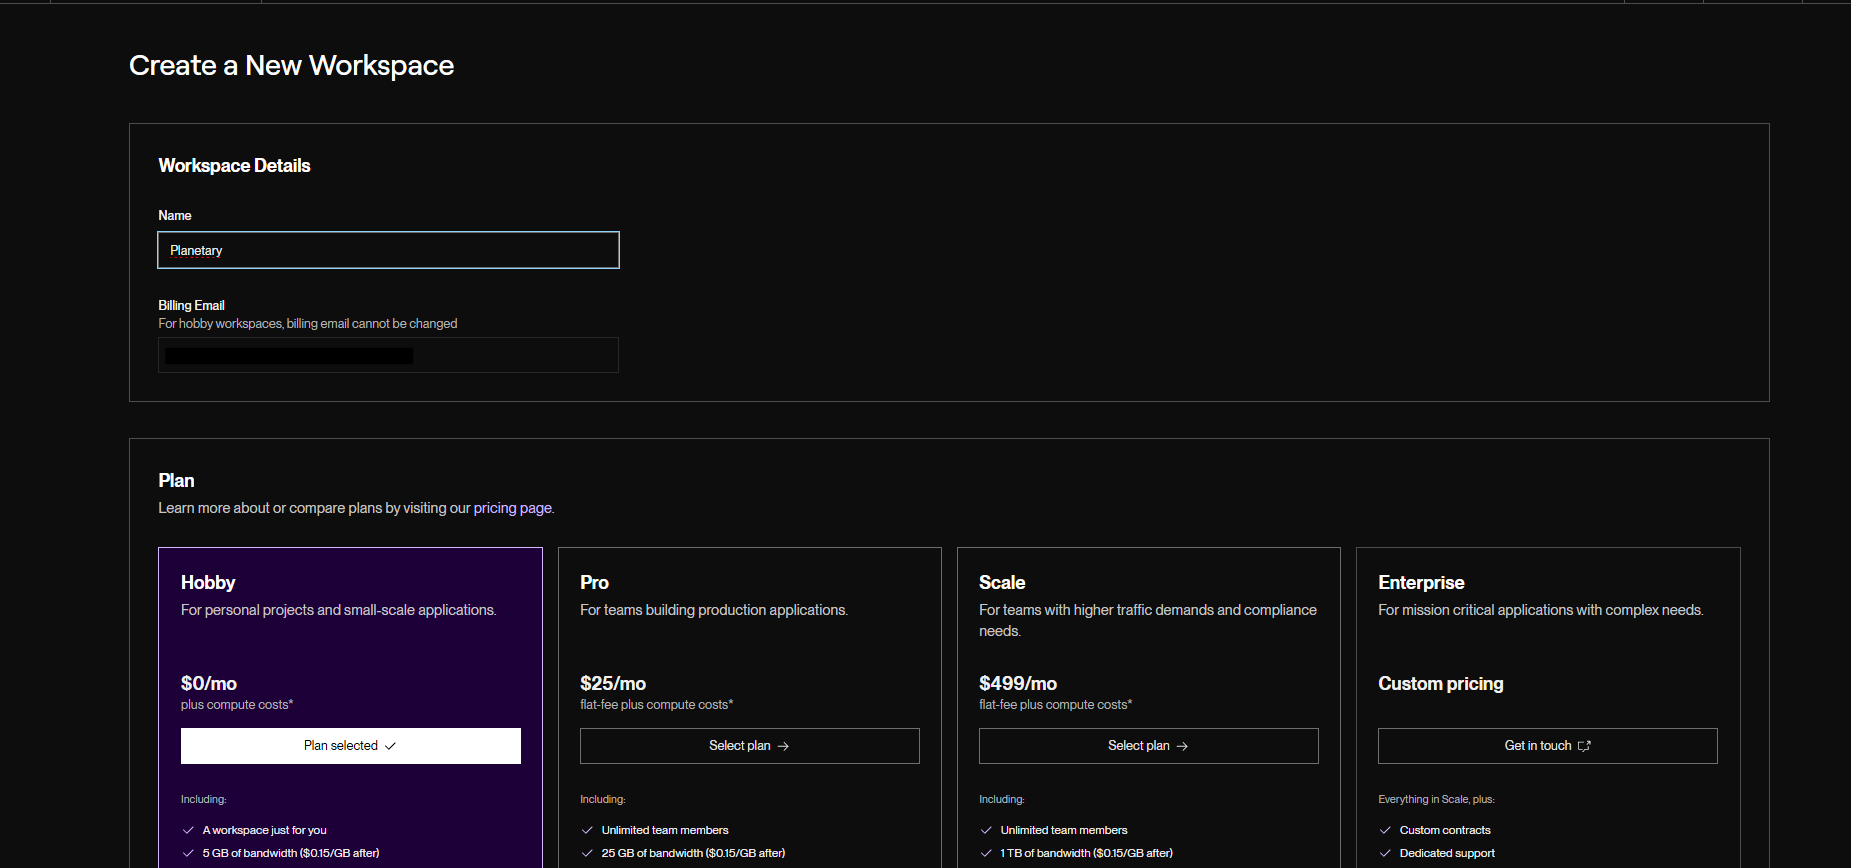 Create a New Workspace
Workspace Details
Name
Planetary
Billing Email
For hobby workspaces, billing email cannot be changed
Plan
Learn more about or compare plans by visiting our pricing page.
Hobby
For personal projects and small-scale applications.
$0/mo
plus compute costs*
Plan selected
Including:
A workspace just for you
5 GB of bandwidth ($0.15/GB after)
Pro
For teams building production applications.
$25/mo
flat-fee plus compute costs*
Select plan
Including:
Unlimited team members
25 GB of bandwidth ($0.15/GB after)
Scale
For teams with higher traffic demands and compliance
needs.
$499/mo
flat-fee plus compute costs*
Select plan
Including:
Unlimited team members
1 TB of bandwidth ($0.15/GB after)
Enterprise
For mission critical applications with complex needs.
Custom pricing
Get in touch
Everything in Scale, plus:
Custom contracts
Dedicated support